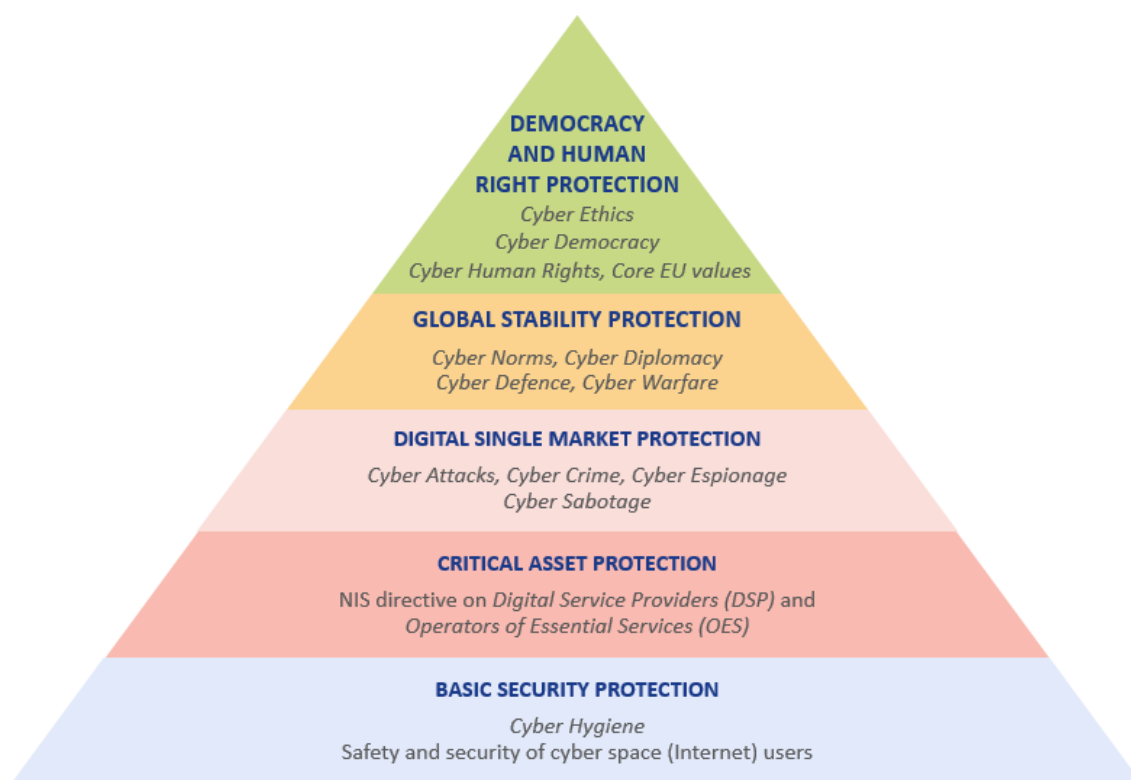 DEMOCRACY
AND HUMAN
RIGHT PROTECTION
Cyber Ethics
Cyber Democracy
Cyber Human Rights, Core EU values
GLOBAL STABILITY PROTECTION
Cyber Norms, Cyber Diplomacy
Cyber Defence, Cyber Warfare
DIGITAL SINGLE MARKET PROTECTION
Cyber Attacks, Cyber Crime, Cyber Espionage
Cyber Sabotage
CRITICAL ASSET PROTECTION
NIS directive on Digital Service Providers (DSP) and
Operators of Essential Services (OES)
BASIC SECURITY PROTECTION
Cyber Hygiene
Safety and security of cyber space (Internet) users